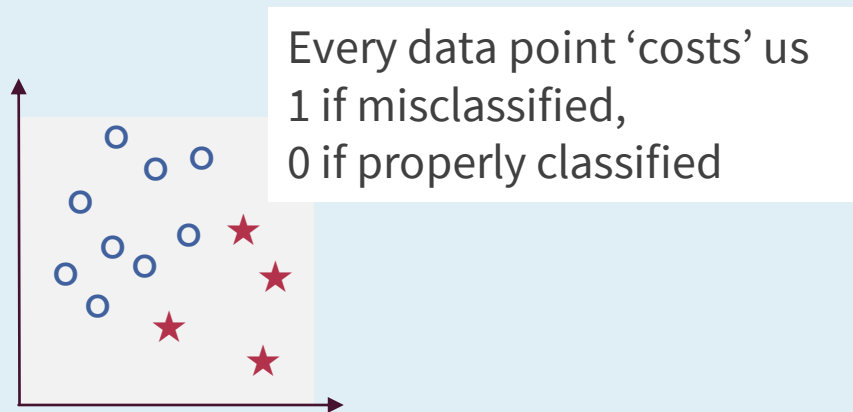 Every data point ‘costs’ us
1 if misclassified,
0 if properly classified